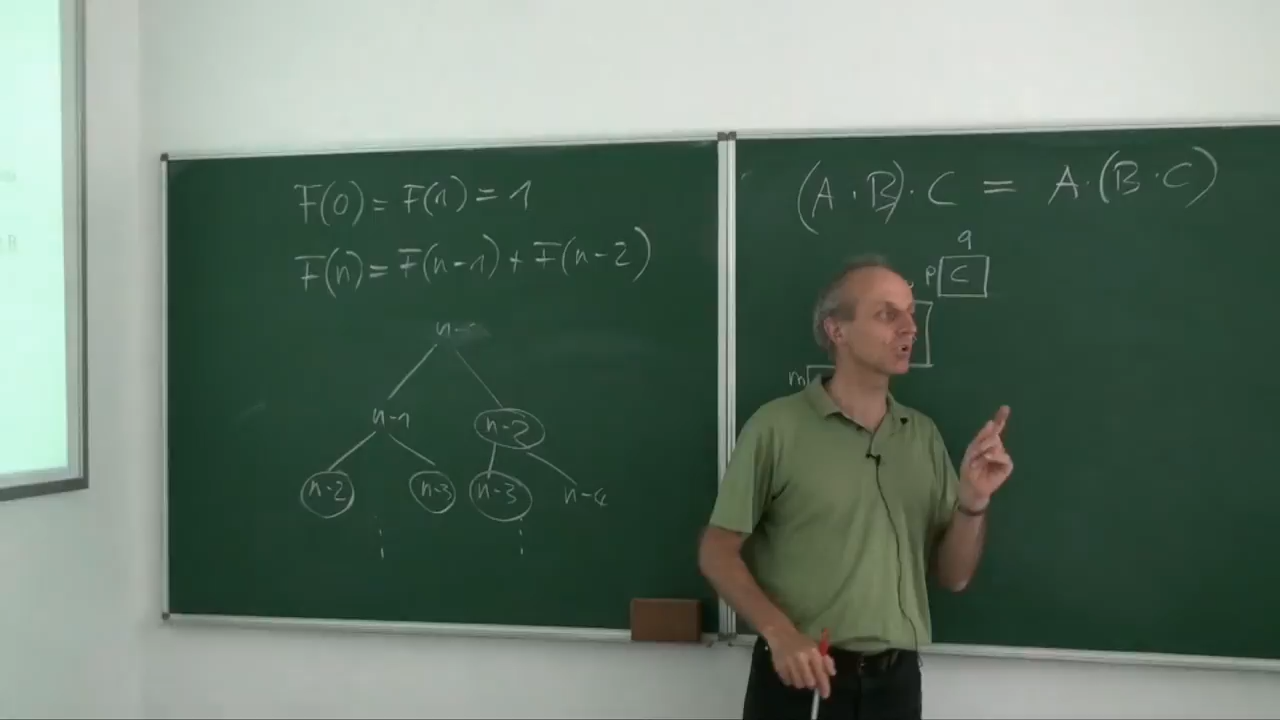 F(0) = F(1) = 1
F(n) = F(n-1) + F(n-2)
n-1 n-2
n-2 n-3 n-3 n-4
(A · B) · C = A · (B · C)
q
p C
m